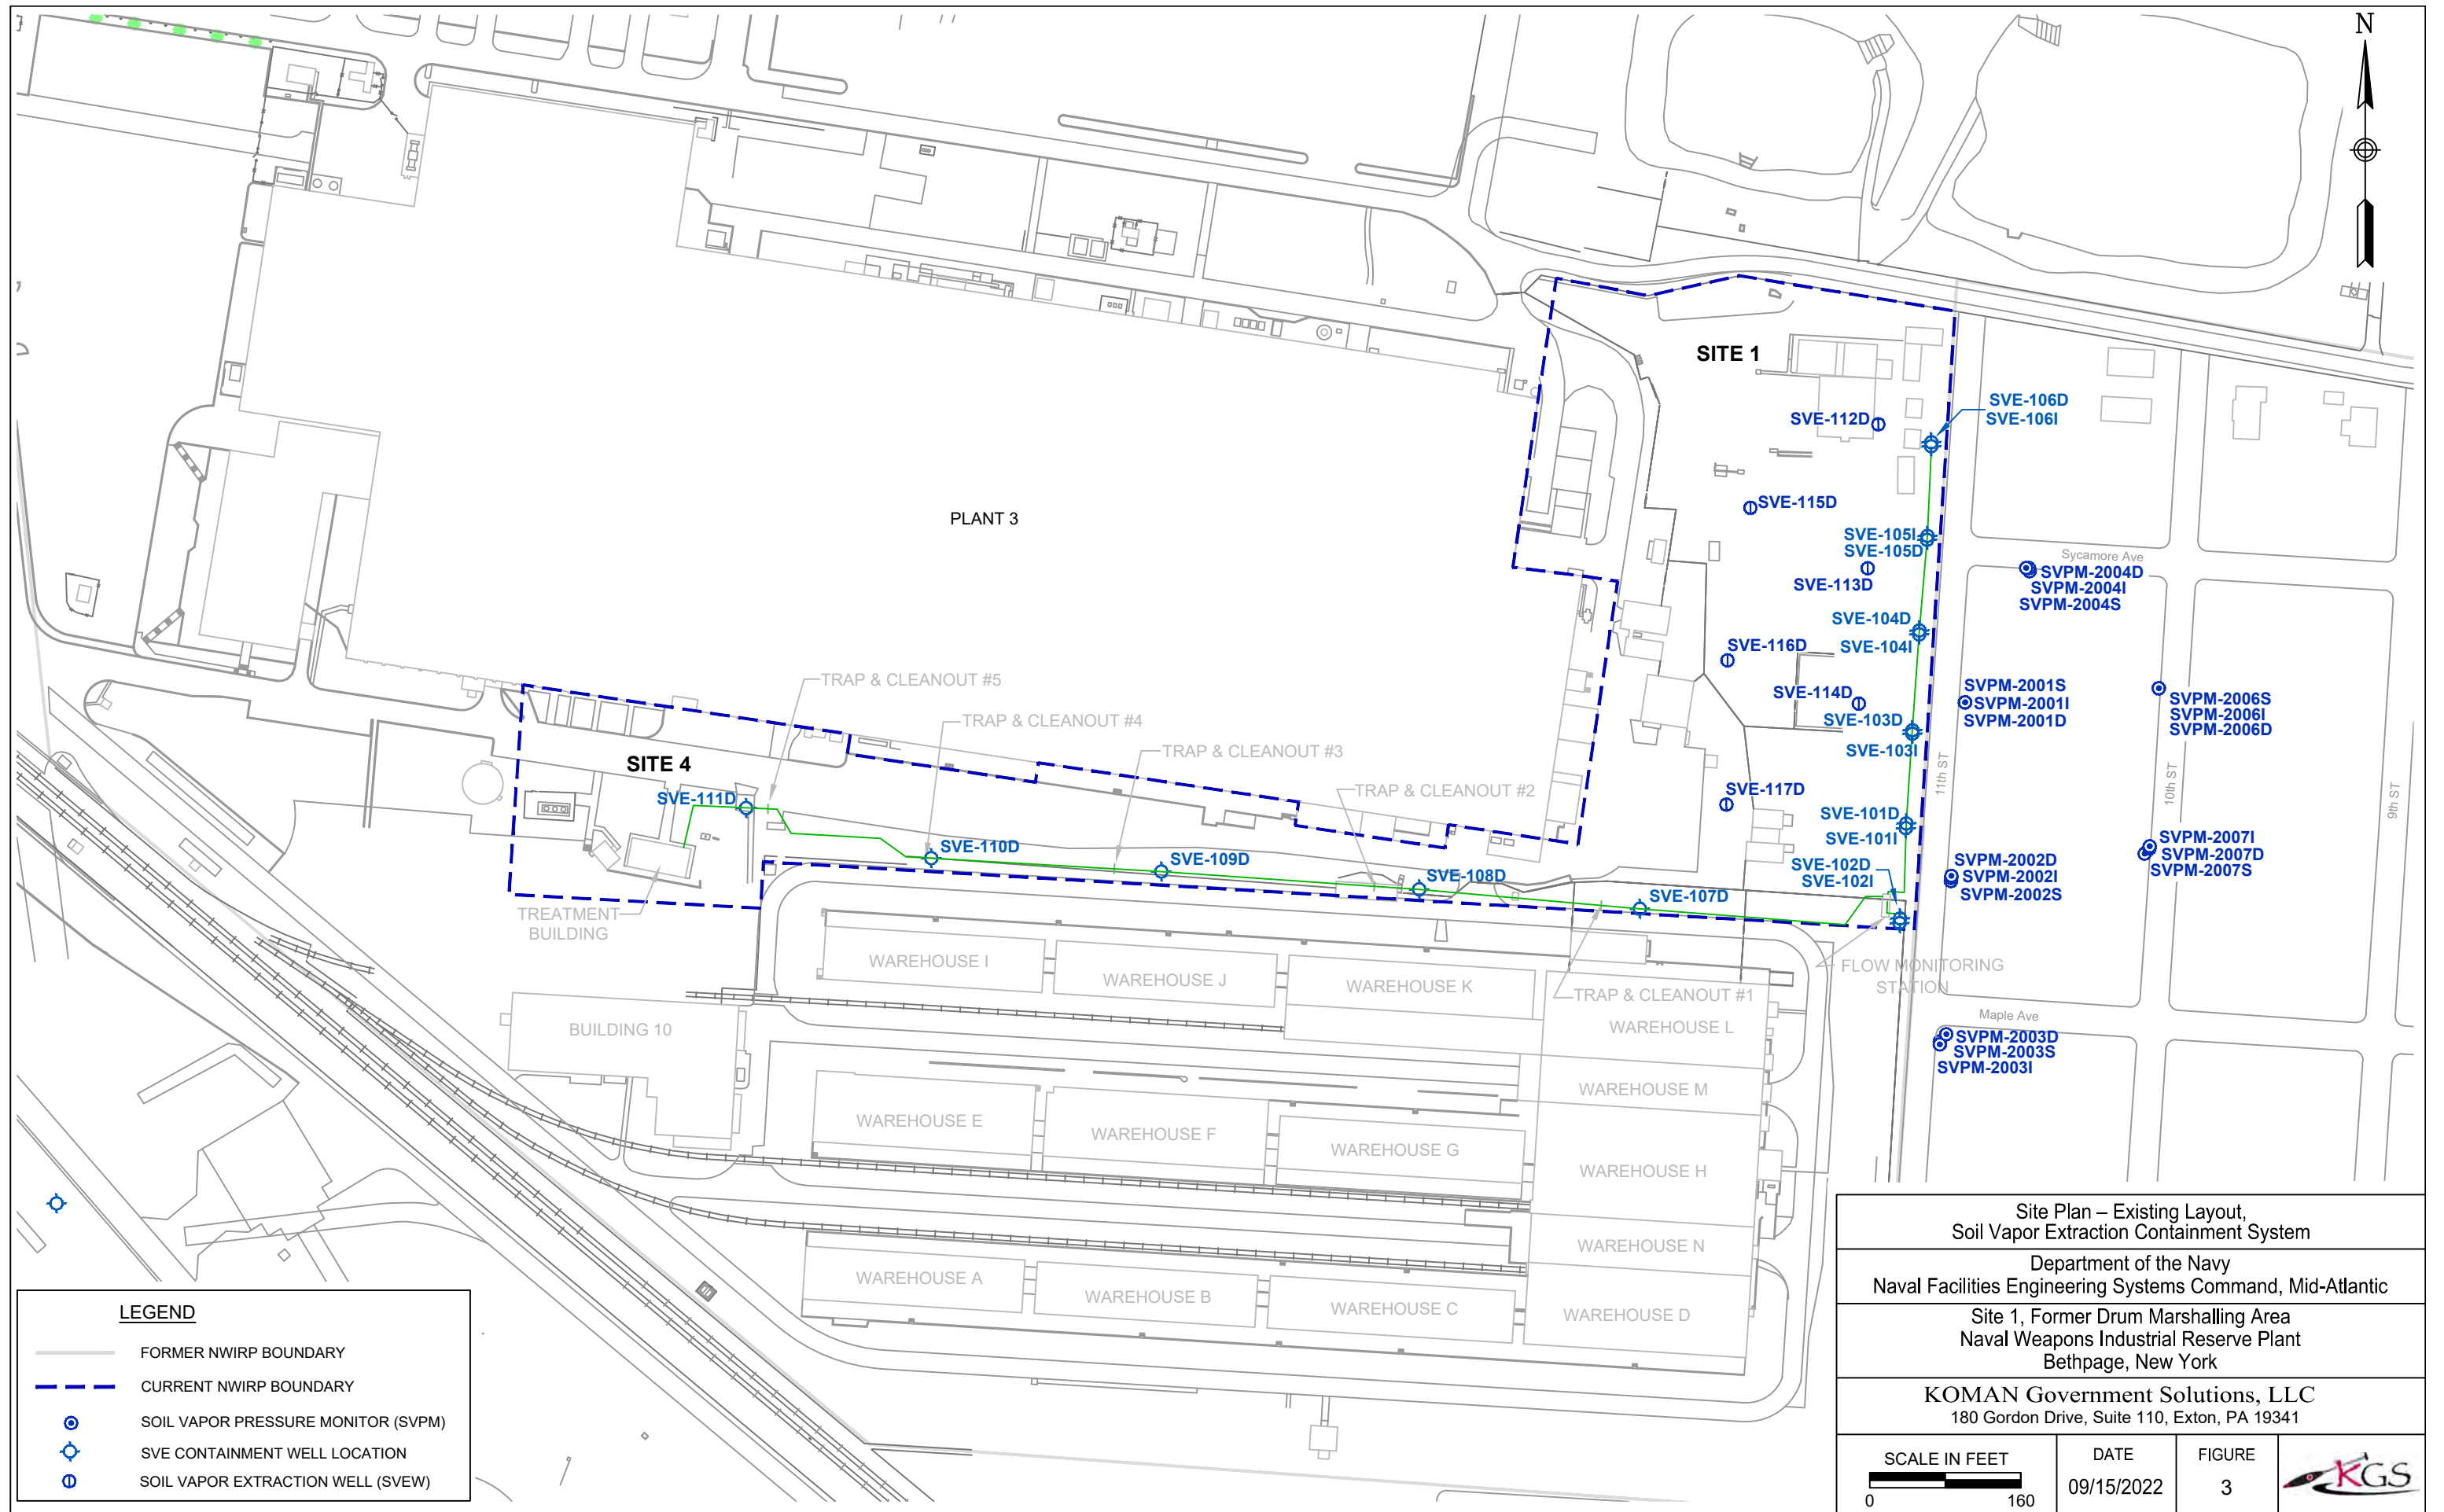 N
SITE 1
SVE-106D
SVE-106I
SVE-112D
SVE-115D
PLANT 3
SVE-105I
SVE-105D
Sycamore Ave
SVE-113D
SVPM-2004D
SVPM-2004I
SVPM-2004S
SVE-104D
SVE-104I
SVE-116D
TRAP & CLEANOUT #5
SVE-114D
SVPM-2001S
SVPM-2001I
SVPM-2001D
SVPM-2006S
SVPM-2006I
SVPM-2006D
TRAP & CLEANOUT #4
SVE-103D
SVE-103I
TRAP & CLEANOUT #3
SITE 4
11th ST
10th ST
9th ST
TRAP & CLEANOUT #2
SVE-117D
SVE-111D
SVE-101D
SVE-101I
SVE-110D
SVE-109D
SVPM-2007I
SVPM-2007D
SVPM-2007S
SVE-102D
SVE-102I
SVPM-2002D
SVPM-2002I
SVPM-2002S
SVE-108D
SVE-107D
TREATMENT
BUILDING
WAREHOUSE I
WAREHOUSE J
WAREHOUSE K
FLOW MONITORING
STATION
TRAP & CLEANOUT #1
Maple Ave
BUILDING 10
WAREHOUSE L
SVPM-2003D
SVPM-2003S
SVPM-2003I
WAREHOUSE M
WAREHOUSE E
WAREHOUSE F
WAREHOUSE G
WAREHOUSE H
WAREHOUSE N
WAREHOUSE A
WAREHOUSE B
WAREHOUSE C
WAREHOUSE D
LEGEND
FORMER NWIRP BOUNDARY
CURRENT NWIRP BOUNDARY
SOIL VAPOR PRESSURE MONITOR (SVPM)
SVE CONTAINMENT WELL LOCATION
SOIL VAPOR EXTRACTION WELL (SVEW)
Site Plan – Existing Layout,
Soil Vapor Extraction Containment System
Department of the Navy
Naval Facilities Engineering Systems Command, Mid-Atlantic
Site 1, Former Drum Marshalling Area
Naval Weapons Industrial Reserve Plant
Bethpage, New York
KOMAN Government Solutions, LLC
180 Gordon Drive, Suite 110, Exton, PA 19341
SCALE IN FEET
0 160
DATE
09/15/2022
FIGURE
3
KGS